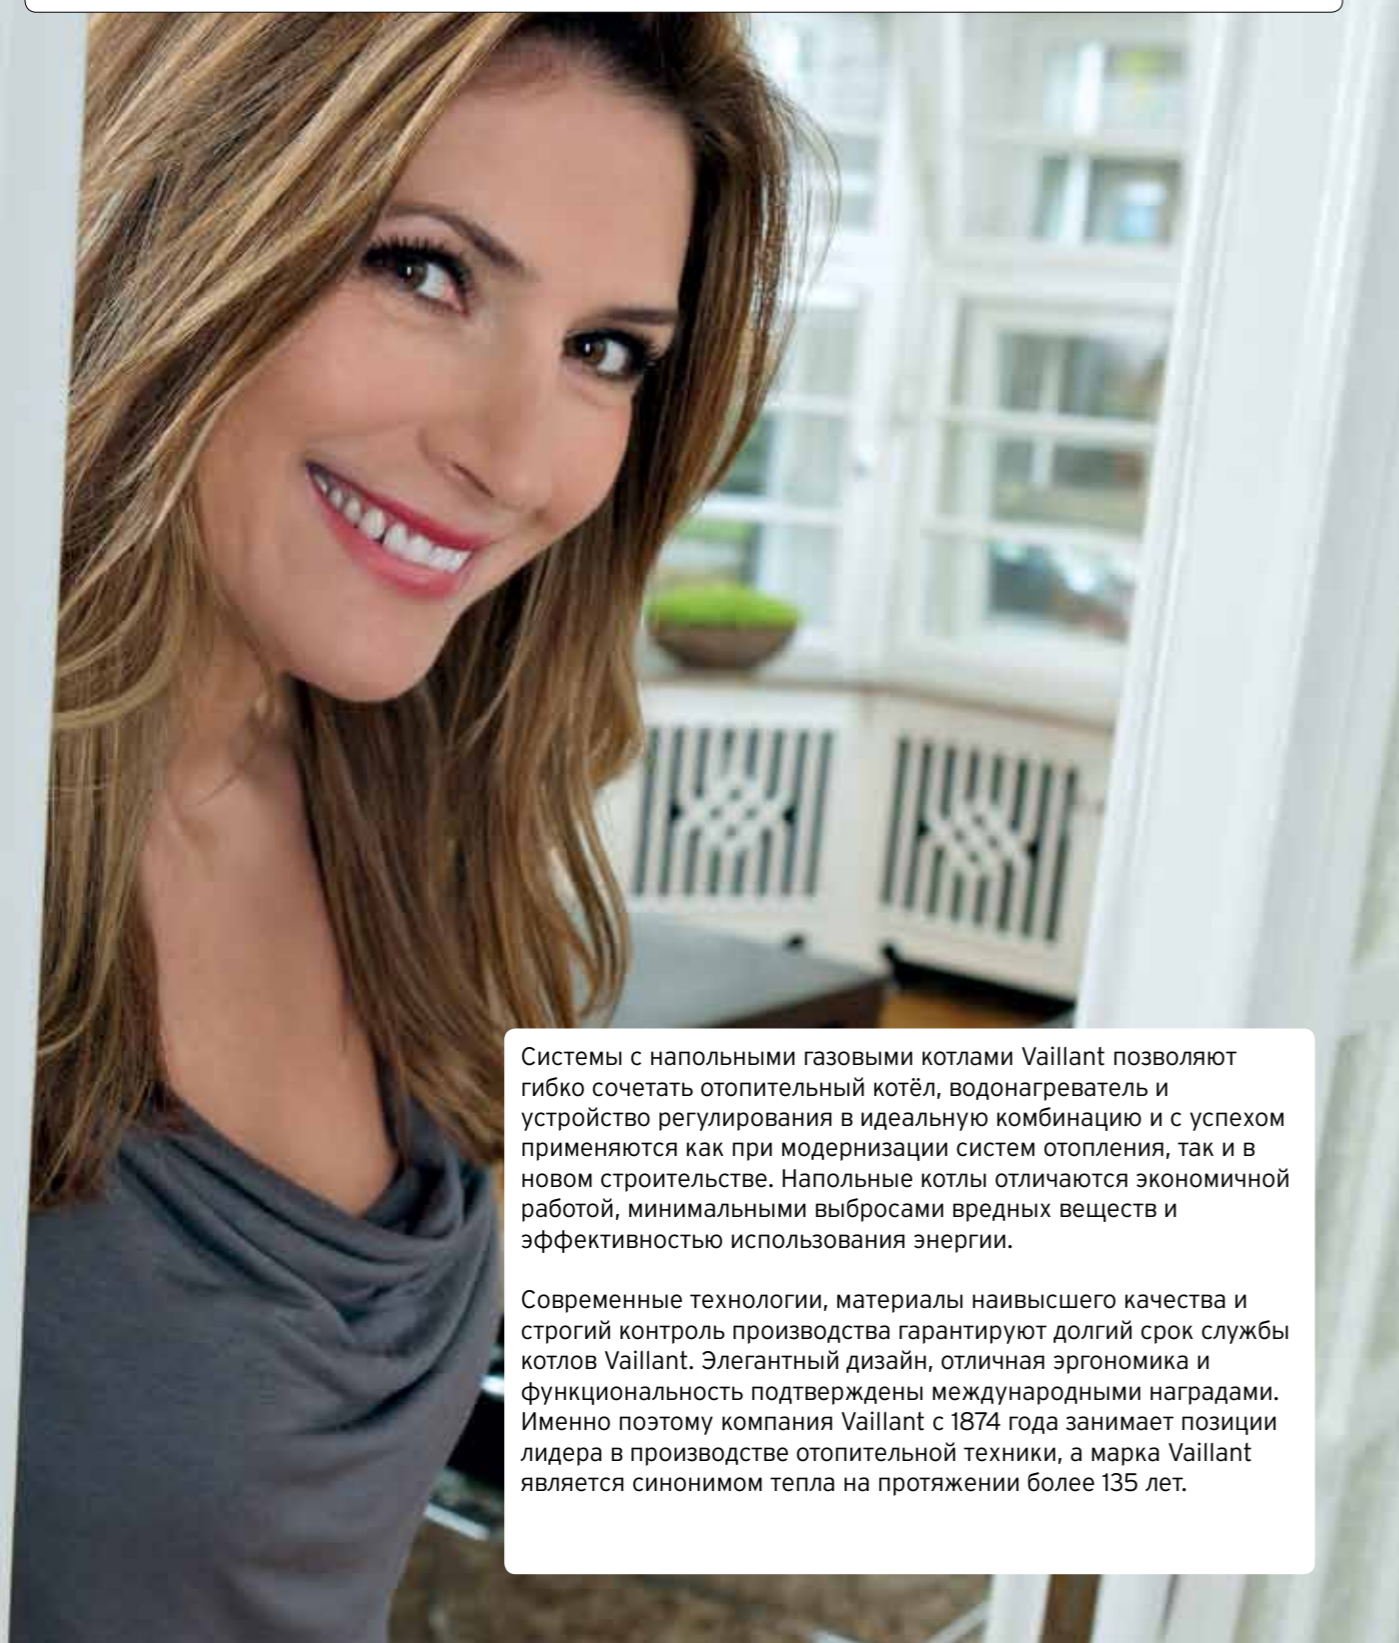 Системы с напольными газовыми котлами Vaillant позволяют
гибко сочетать отопительный котёл, водонагреватель и
устройство регулирования в идеальную комбинацию и с успехом
применяются как при модернизации систем отопления, так и в
новом строительстве. Напольные котлы отличаются экономичной
работой, минимальными выбросами вредных веществ и
эффективностью использования энергии.
Современные технологии, материалы наивысшего качества и
строгий контроль производства гарантируют долгий срок службы
котлов Vaillant. Элегантный дизайн, отличная эргономика и
функциональность подтверждены международными наградами.
Именно поэтому компания Vaillant с 1874 года занимает позиции
лидера в производстве отопительной техники, а марка Vaillant
является синонимом тепла на протяжении более 135 лет.